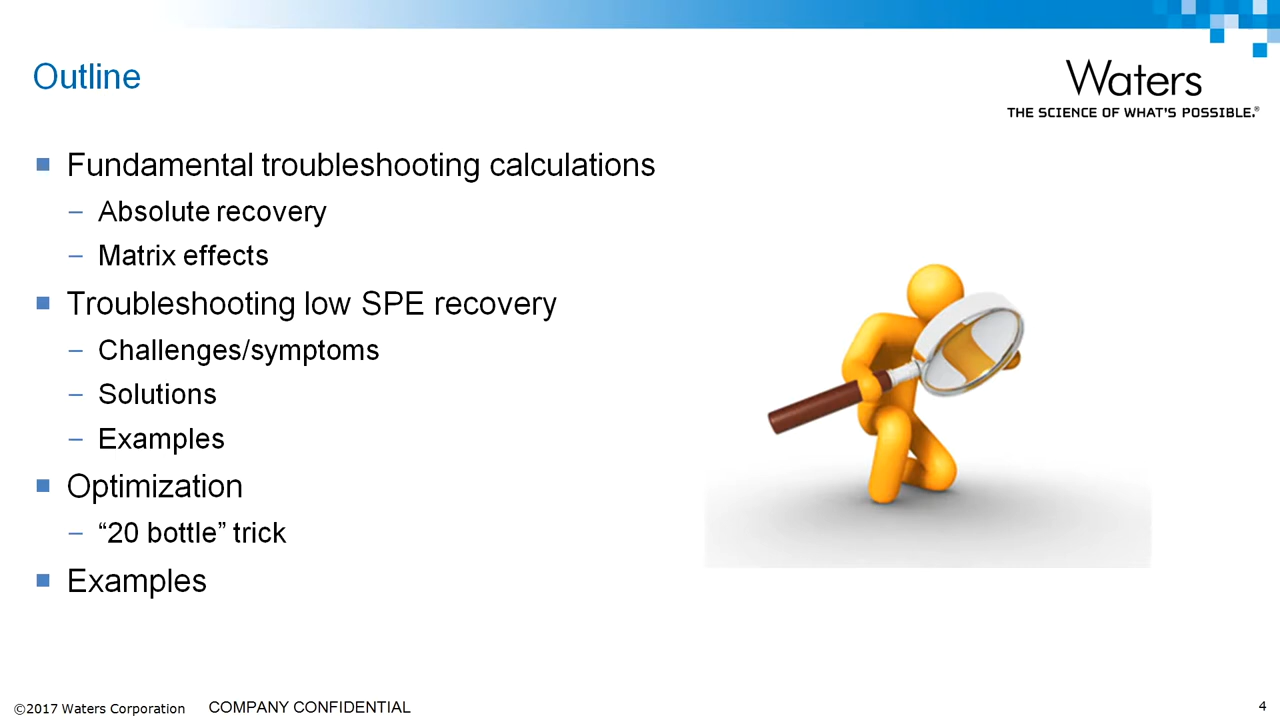 Outline
Waters
THE SCIENCE OF WHAT'S POSSIBLE.®
Fundamental troubleshooting calculations
– Absolute recovery
– Matrix effects
Troubleshooting low SPE recovery
– Challenges/symptoms
– Solutions
– Examples
Optimization
– “20 bottle” trick
Examples
©2017 Waters Corporation COMPANY CONFIDENTIAL 4